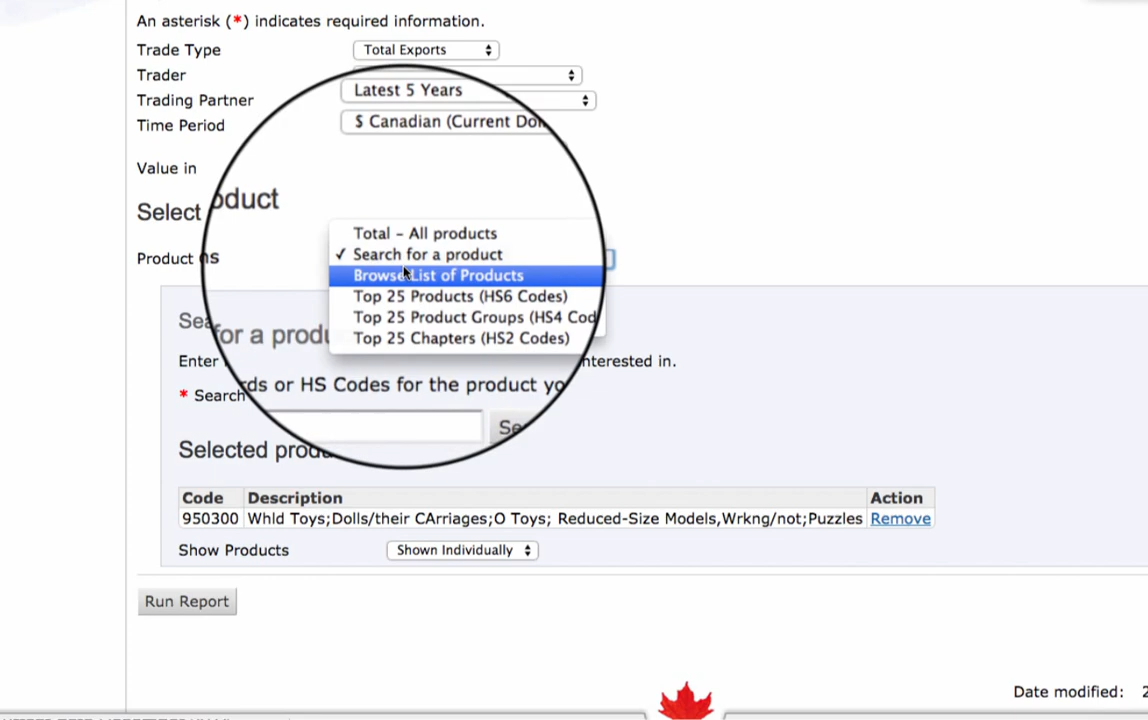 An asterisk (*) indicates required information.
Trade Type Total Exports
Trader
Trading Partner Latest 5 Years
Time Period $ Canadian (Current
Value in
Select oduct
Total - All products
Product ns ✓ Search for a product
Browse List of Products
Top 25 Products (HS6 Codes)
Top 25 Product Groups (HS4 Cod
Top 25 Chapters (HS2 Codes)
for a produ
Enter nterested in.
ds or HS Codes for the product yo
* Search
Selected
Code Description Action
950300 Whld Toys;Dolls/their CArriages;O Toys; Reduced-Size Models,Wrkng/not;Puzzles Remove
Show Products Shown Individually
Run Report
Date modified: 2